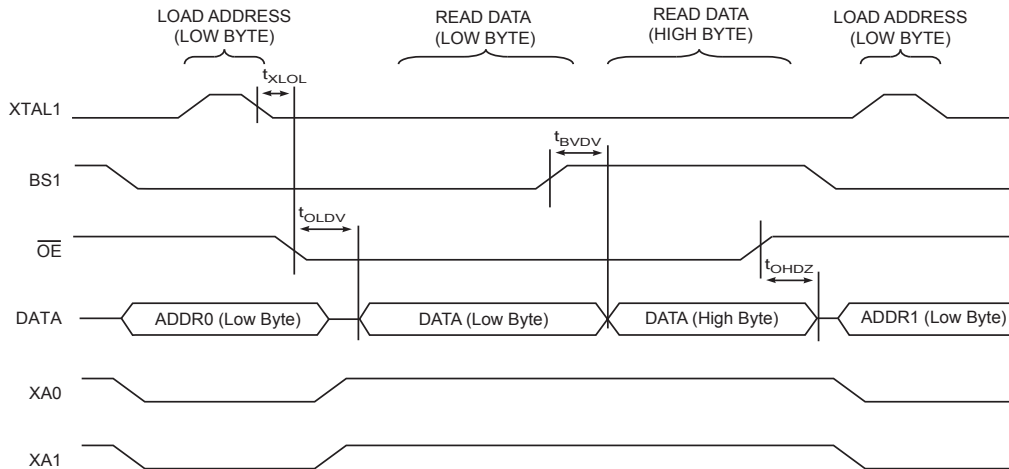 LOAD ADDRESS
(LOW BYTE)
READ DATA
(LOW BYTE)
READ DATA
(HIGH BYTE)
LOAD ADDRESS
(LOW BYTE)
tXLOL
XTAL1
tBVDV
BS1
tOLDV
OE
tOHDZ
DATA
ADDR0 (Low Byte)
DATA (Low Byte)
DATA (High Byte)
ADDR1 (Low Byte)
XA0
XA1